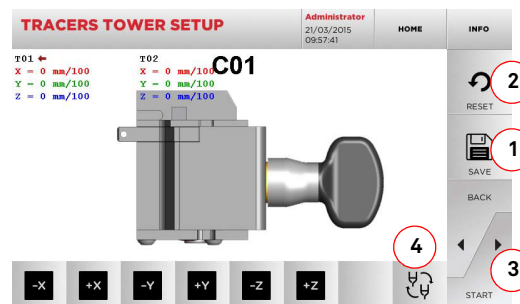 TRACERS TOWER SETUP
Administrator
21/03/2015
09:57:41
HOME
INFO
T01
X = 0 mm/100
Y = 0 mm/100
Z = 0 mm/100
T02
X = 0 mm/100
Y = 0 mm/100
Z = 0 mm/100
C01
2
RESET
1
SAVE
BACK
4
3
START
-X
+X
-Y
+Y
-Z
+Z